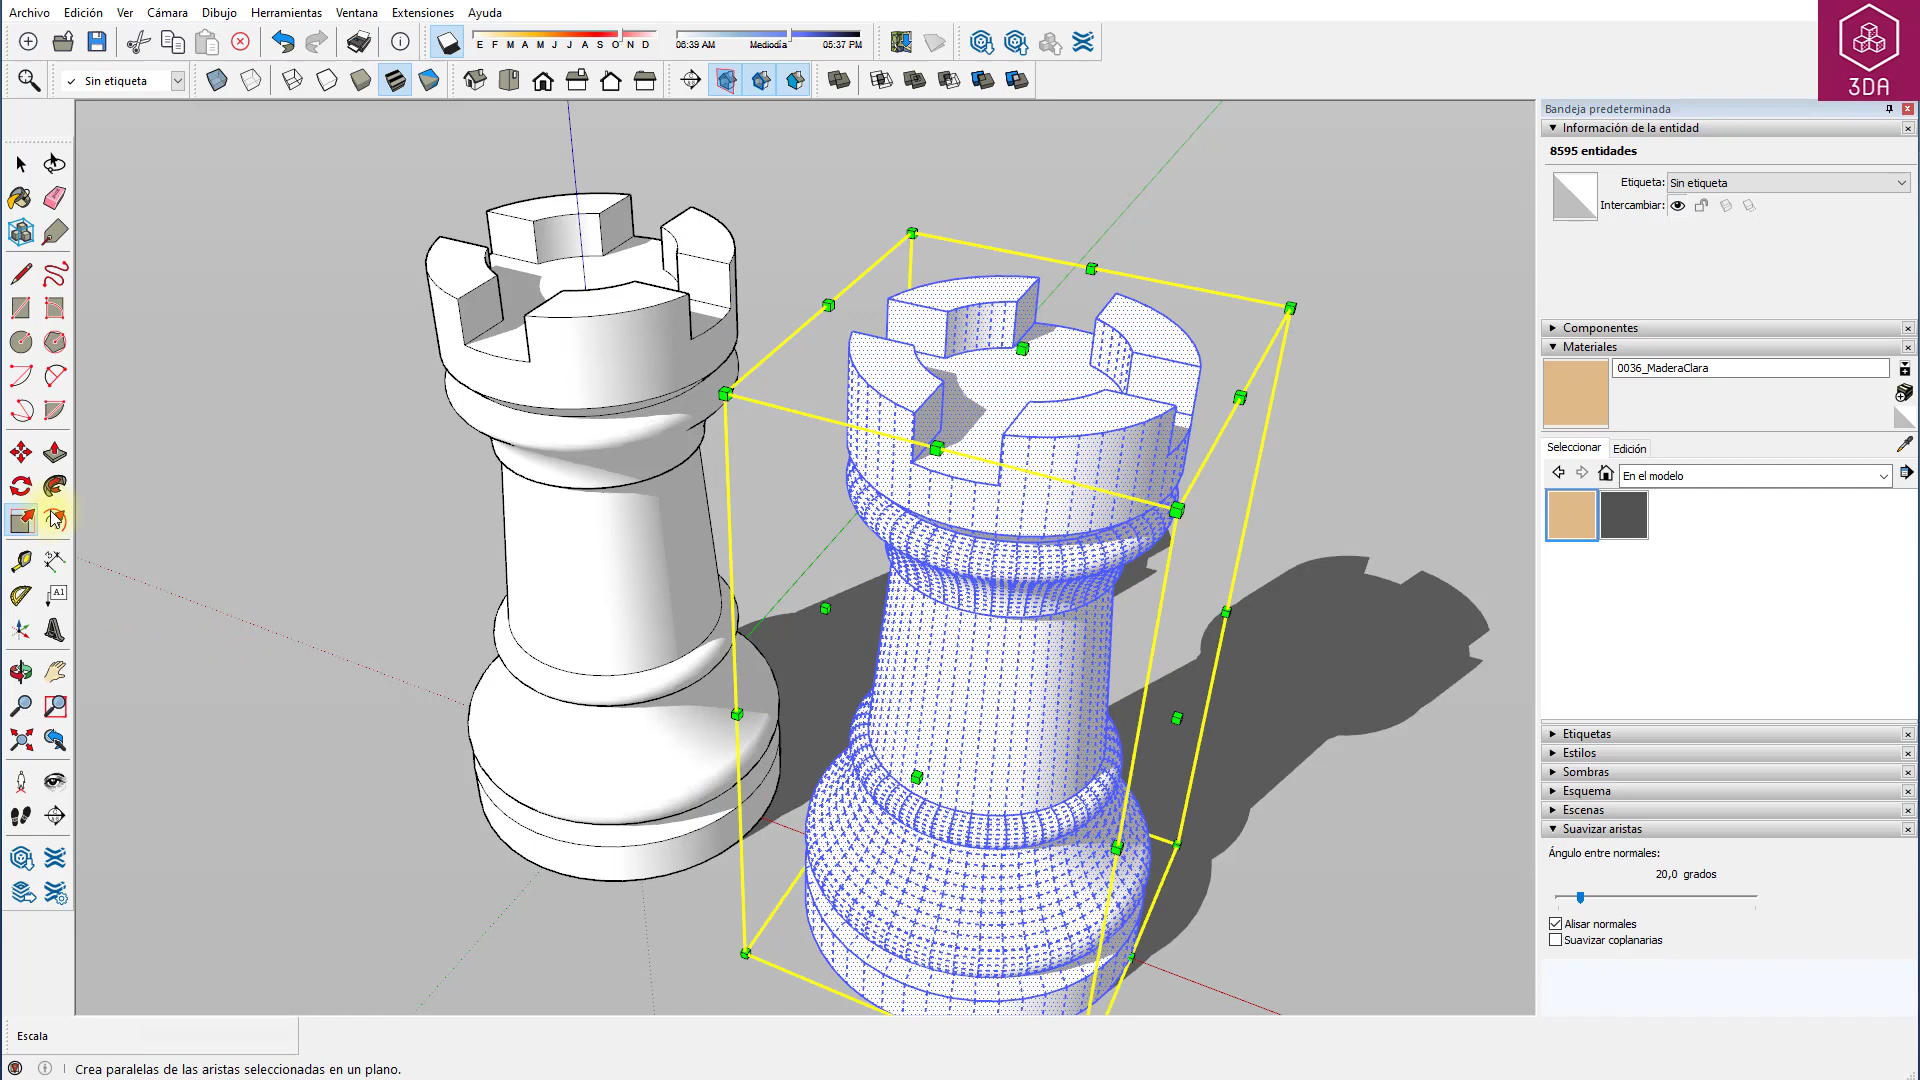 Archivo Edición Ver Cámara Dibujo Herramientas Ventana Extensiones Ayuda
E F M A M J J A S O N D
06:39 AM Mediodía 05:37 PM
3DA
Sin etiqueta
Bandeja predeterminada
Información de la entidad
8595 entidades
Etiqueta: Sin etiqueta
Intercambiar:
Componentes
Materiales
0036_MaderaClara
Seleccionar Edición
En el modelo
A1
Etiquetas
Estilos
Sombras
Esquema
Escenas
Suavizar aristas
Ángulo entre normales:
20,0 grados
Alisar normales
Suavizar coplanarias
Escala
Crea paralelas de las aristas seleccionadas en un plano.